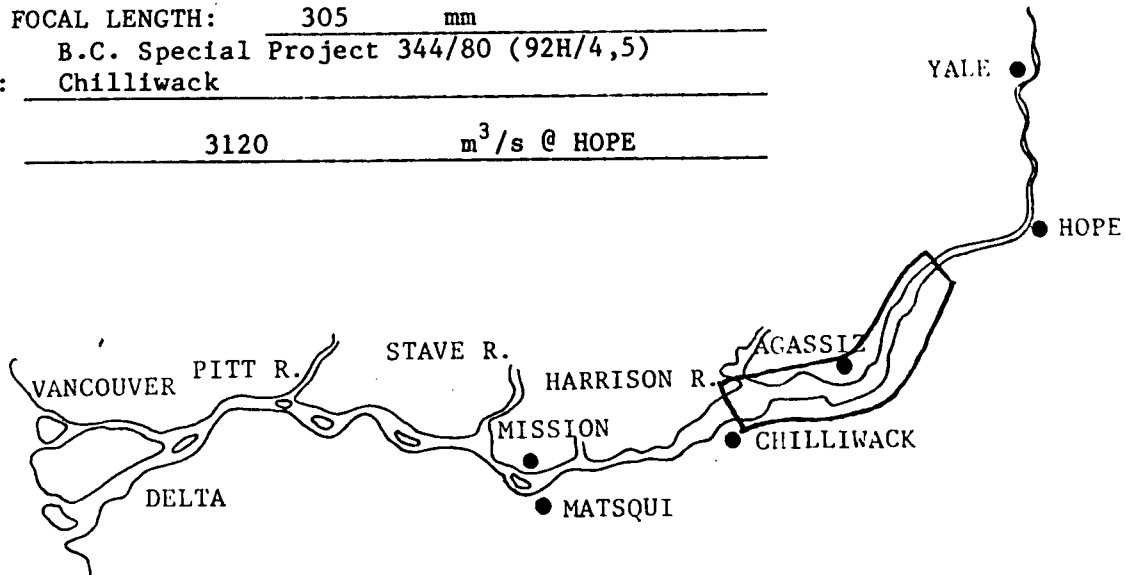 FOCAL LENGTH: 305 mm
B.C. Special Project 344/80 (92H/4,5)
: Chilliwack
3120 m³/s @ HOPE
YALE
HOPE
AGASSIZ
STAVE R.
PITT R.
HARRISON R.
VANCOUVER
MISSION
CHILLIWACK
DELTA
MATSQUI